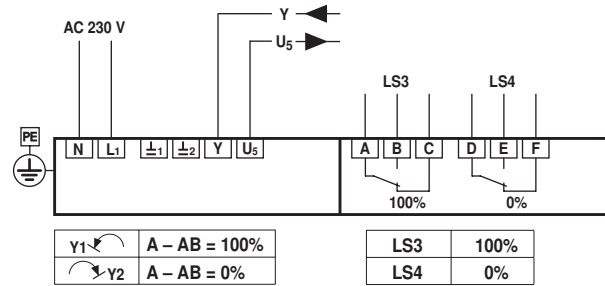 Y
AC 230 V
U5
LS3 LS4
PE
N L1 ⏊1 ⏊2 Y U5 A B C D E F
100% 0%
Y1 A – AB = 100% LS3 100%
Y2 A – AB = 0% LS4 0%